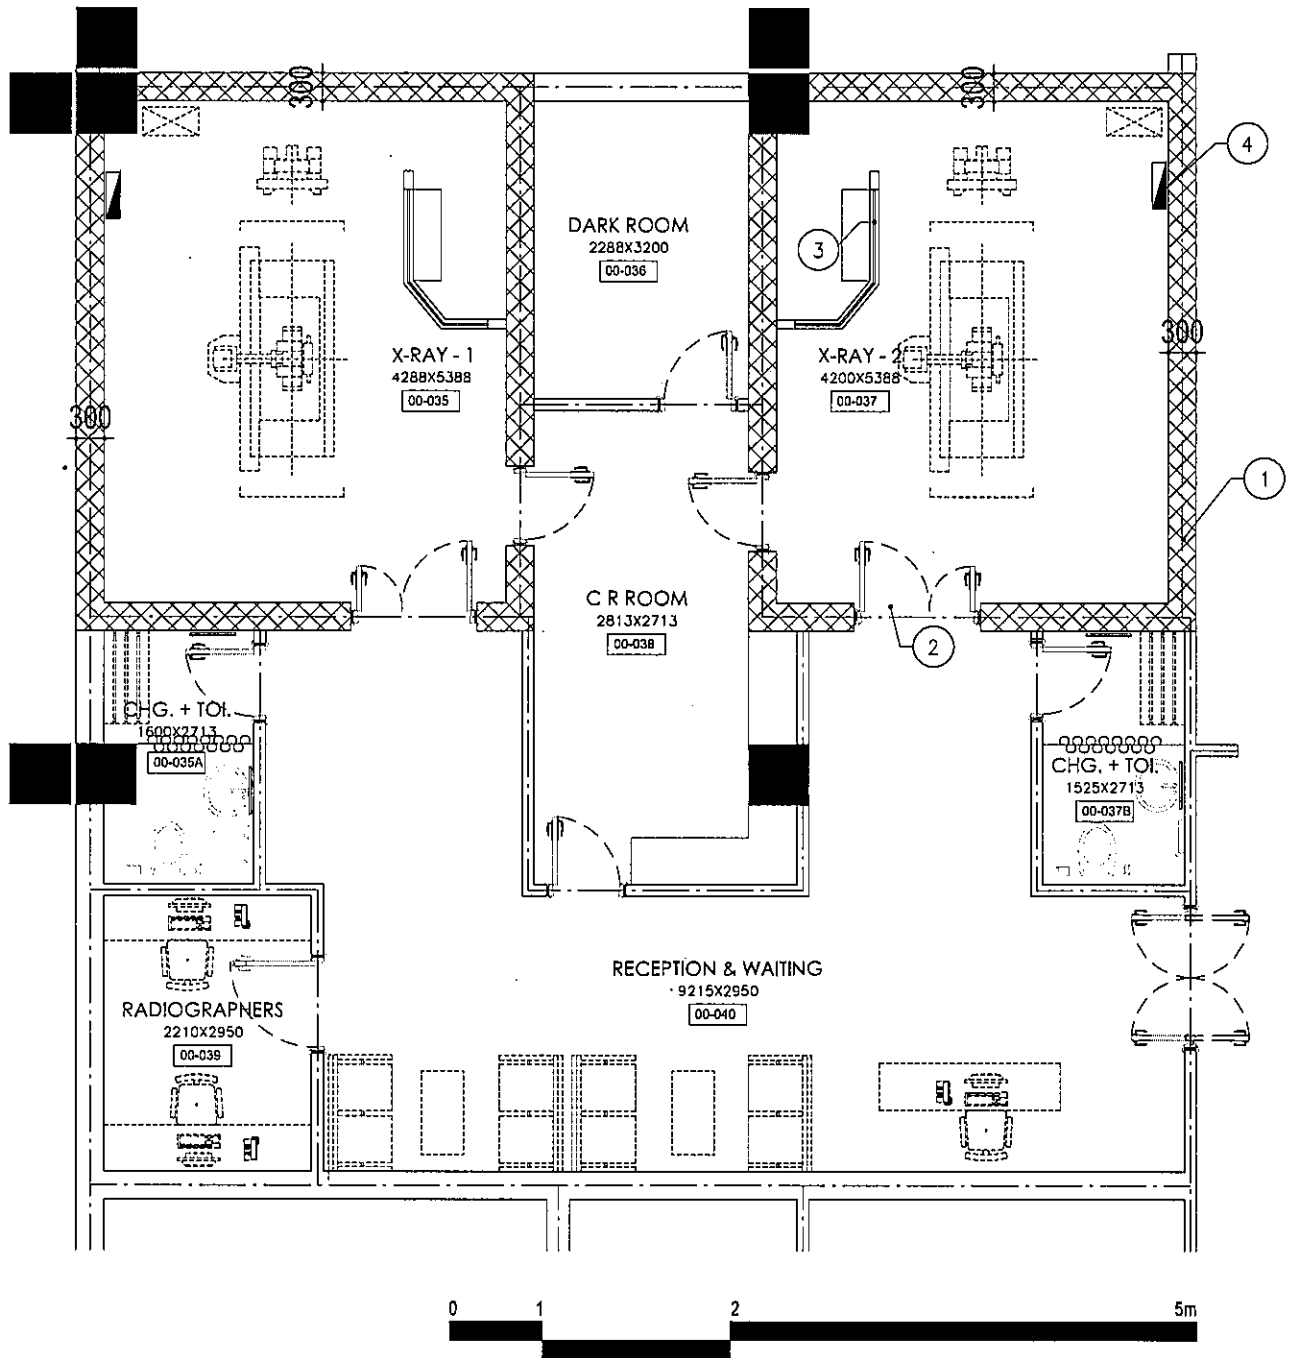 300
300
4
DARK ROOM
2288X3200
00-036
3
X-RAY - 1
4288X5388
00-035
X-RAY - 2
4200X5388
00-037
300
300
1
C R ROOM
2813X2713
00-038
2
CHG. + TOI.
1600X2713
00-035A
CHG. + TOI.
1525X2713
00-037B
RECEPTION & WAITING
9215X2950
00-040
RADIOGRAPNERS
2210X2950
00-039
0 1 2 5m